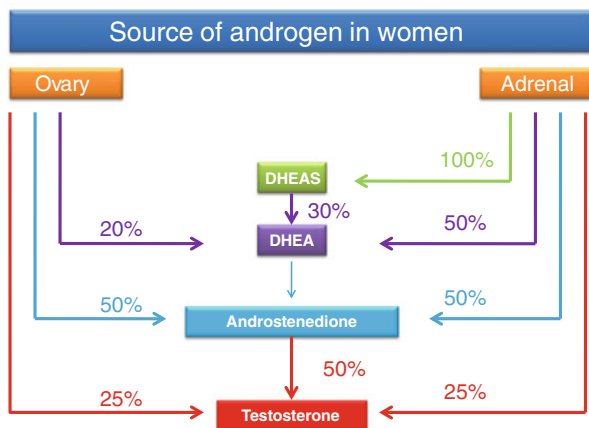 Source of androgen in women
Ovary
Adrenal
100%
DHEAS
30%
20%
DHEA
50%
50%
Androstenedione
50%
50%
25%
Testosterone
25%